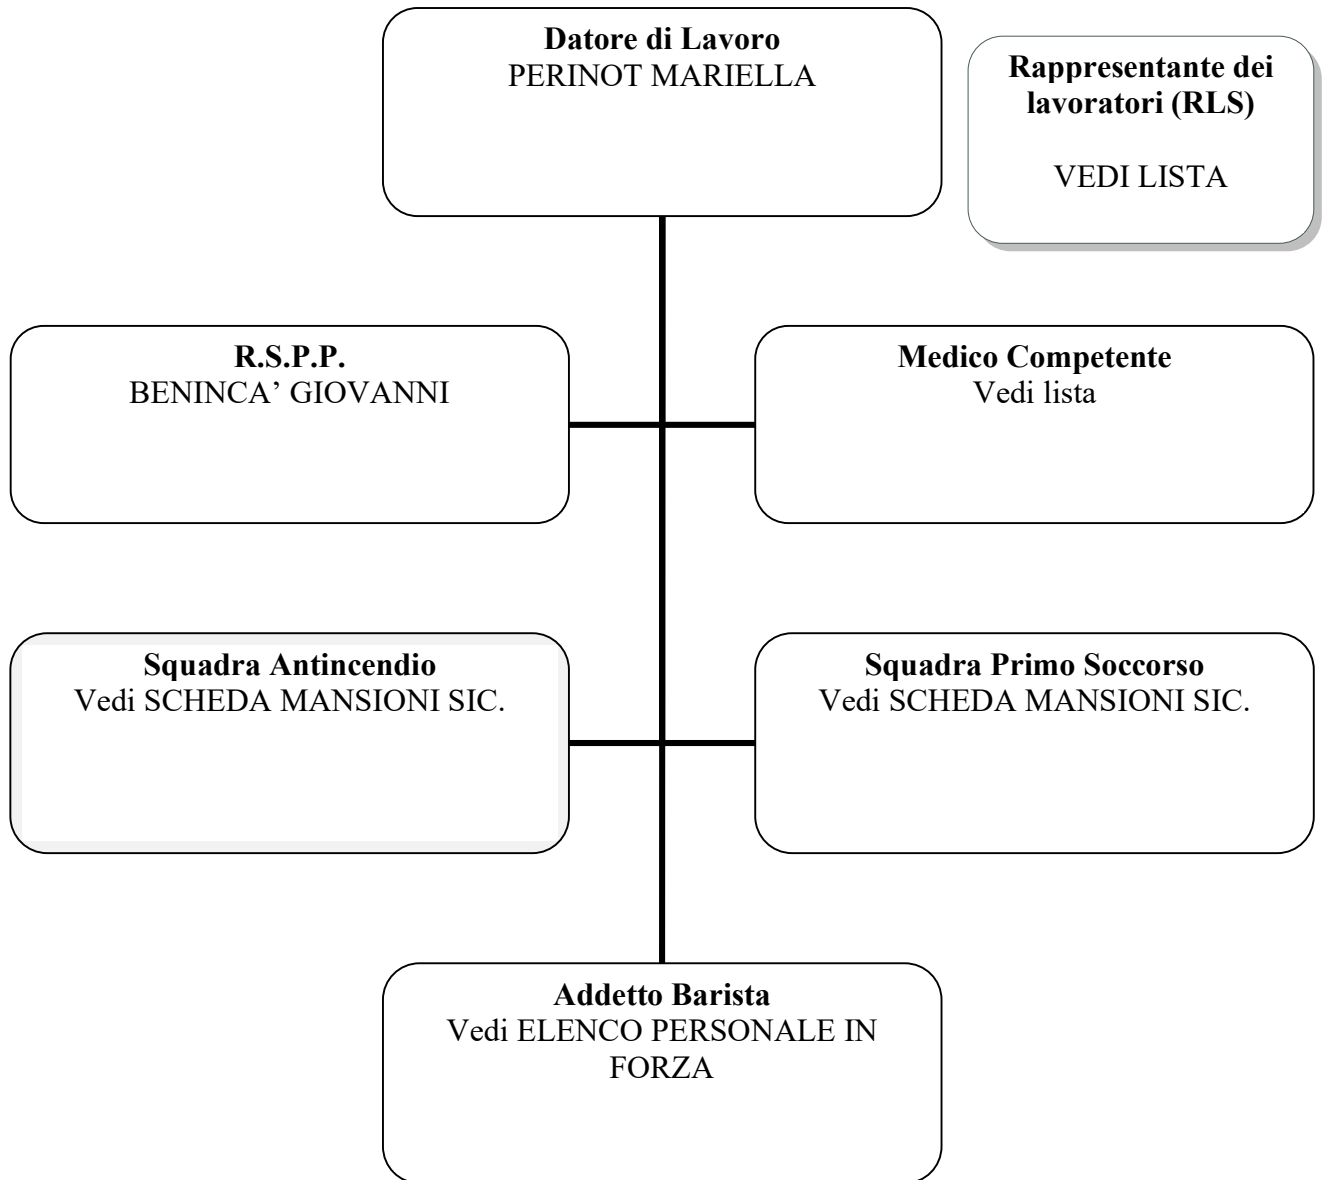 Datore di Lavoro
PERINOT MARIELLA
Rappresentante dei
lavoratori (RLS)
VEDI LISTA
R.S.P.P.
BENINCA’ GIOVANNI
Medico Competente
Vedi lista
Squadra Antincendio
Vedi SCHEDA MANSIONI SIC.
Squadra Primo Soccorso
Vedi SCHEDA MANSIONI SIC.
Addetto Barista
Vedi ELENCO PERSONALE IN
FORZA